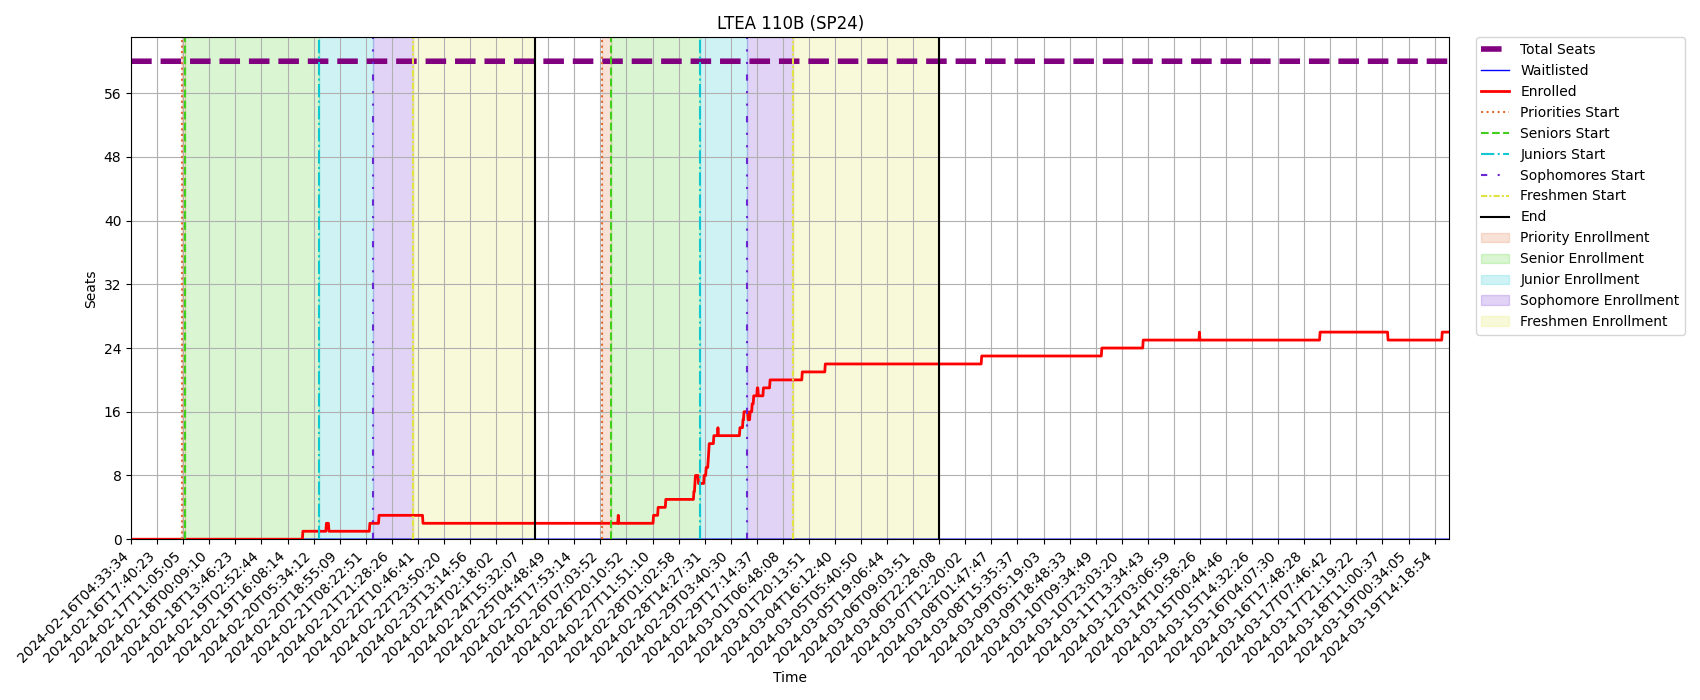 LTEA 110B (SP24)
Total Seats
Waitlisted
Enrolled
Priorities Start
Seniors Start
Juniors Start
Sophomores Start
Freshmen Start
End
Priority Enrollment
Senior Enrollment
Junior Enrollment
Sophomore Enrollment
Freshmen Enrollment
Seats
56
48
40
32
24
16
8
0
2024-02-16T04:33:34
2024-02-16T17:40:23
2024-02-17T11:05:05
2024-02-18T00:09:10
2024-02-18T13:46:23
2024-02-19T02:52:44
2024-02-19T16:08:14
2024-02-20T05:34:12
2024-02-20T18:55:09
2024-02-21T08:22:51
2024-02-21T21:28:26
2024-02-22T10:46:41
2024-02-22T23:50:20
2024-02-23T13:14:56
2024-02-24T02:18:02
2024-02-24T15:32:07
2024-02-25T04:48:49
2024-02-25T17:53:14
2024-02-26T07:03:52
2024-02-26T20:10:52
2024-02-27T11:51:10
2024-02-28T01:02:58
2024-02-28T14:27:31
2024-02-29T03:40:30
2024-02-29T17:14:37
2024-03-01T06:48:08
2024-03-01T20:13:51
2024-03-04T16:12:40
2024-03-05T05:40:50
2024-03-05T19:06:44
2024-03-06T09:03:51
2024-03-06T22:28:08
2024-03-07T12:20:02
2024-03-08T01:47:47
2024-03-08T15:35:37
2024-03-09T05:19:03
2024-03-09T18:48:33
2024-03-10T09:34:49
2024-03-10T23:03:20
2024-03-11T13:34:43
2024-03-12T03:06:59
2024-03-14T10:58:26
2024-03-15T00:44:46
2024-03-15T14:32:26
2024-03-16T04:07:30
2024-03-16T17:48:28
2024-03-17T07:46:42
2024-03-17T21:19:22
2024-03-18T11:00:37
2024-03-19T00:34:05
2024-03-19T14:18:54
Time